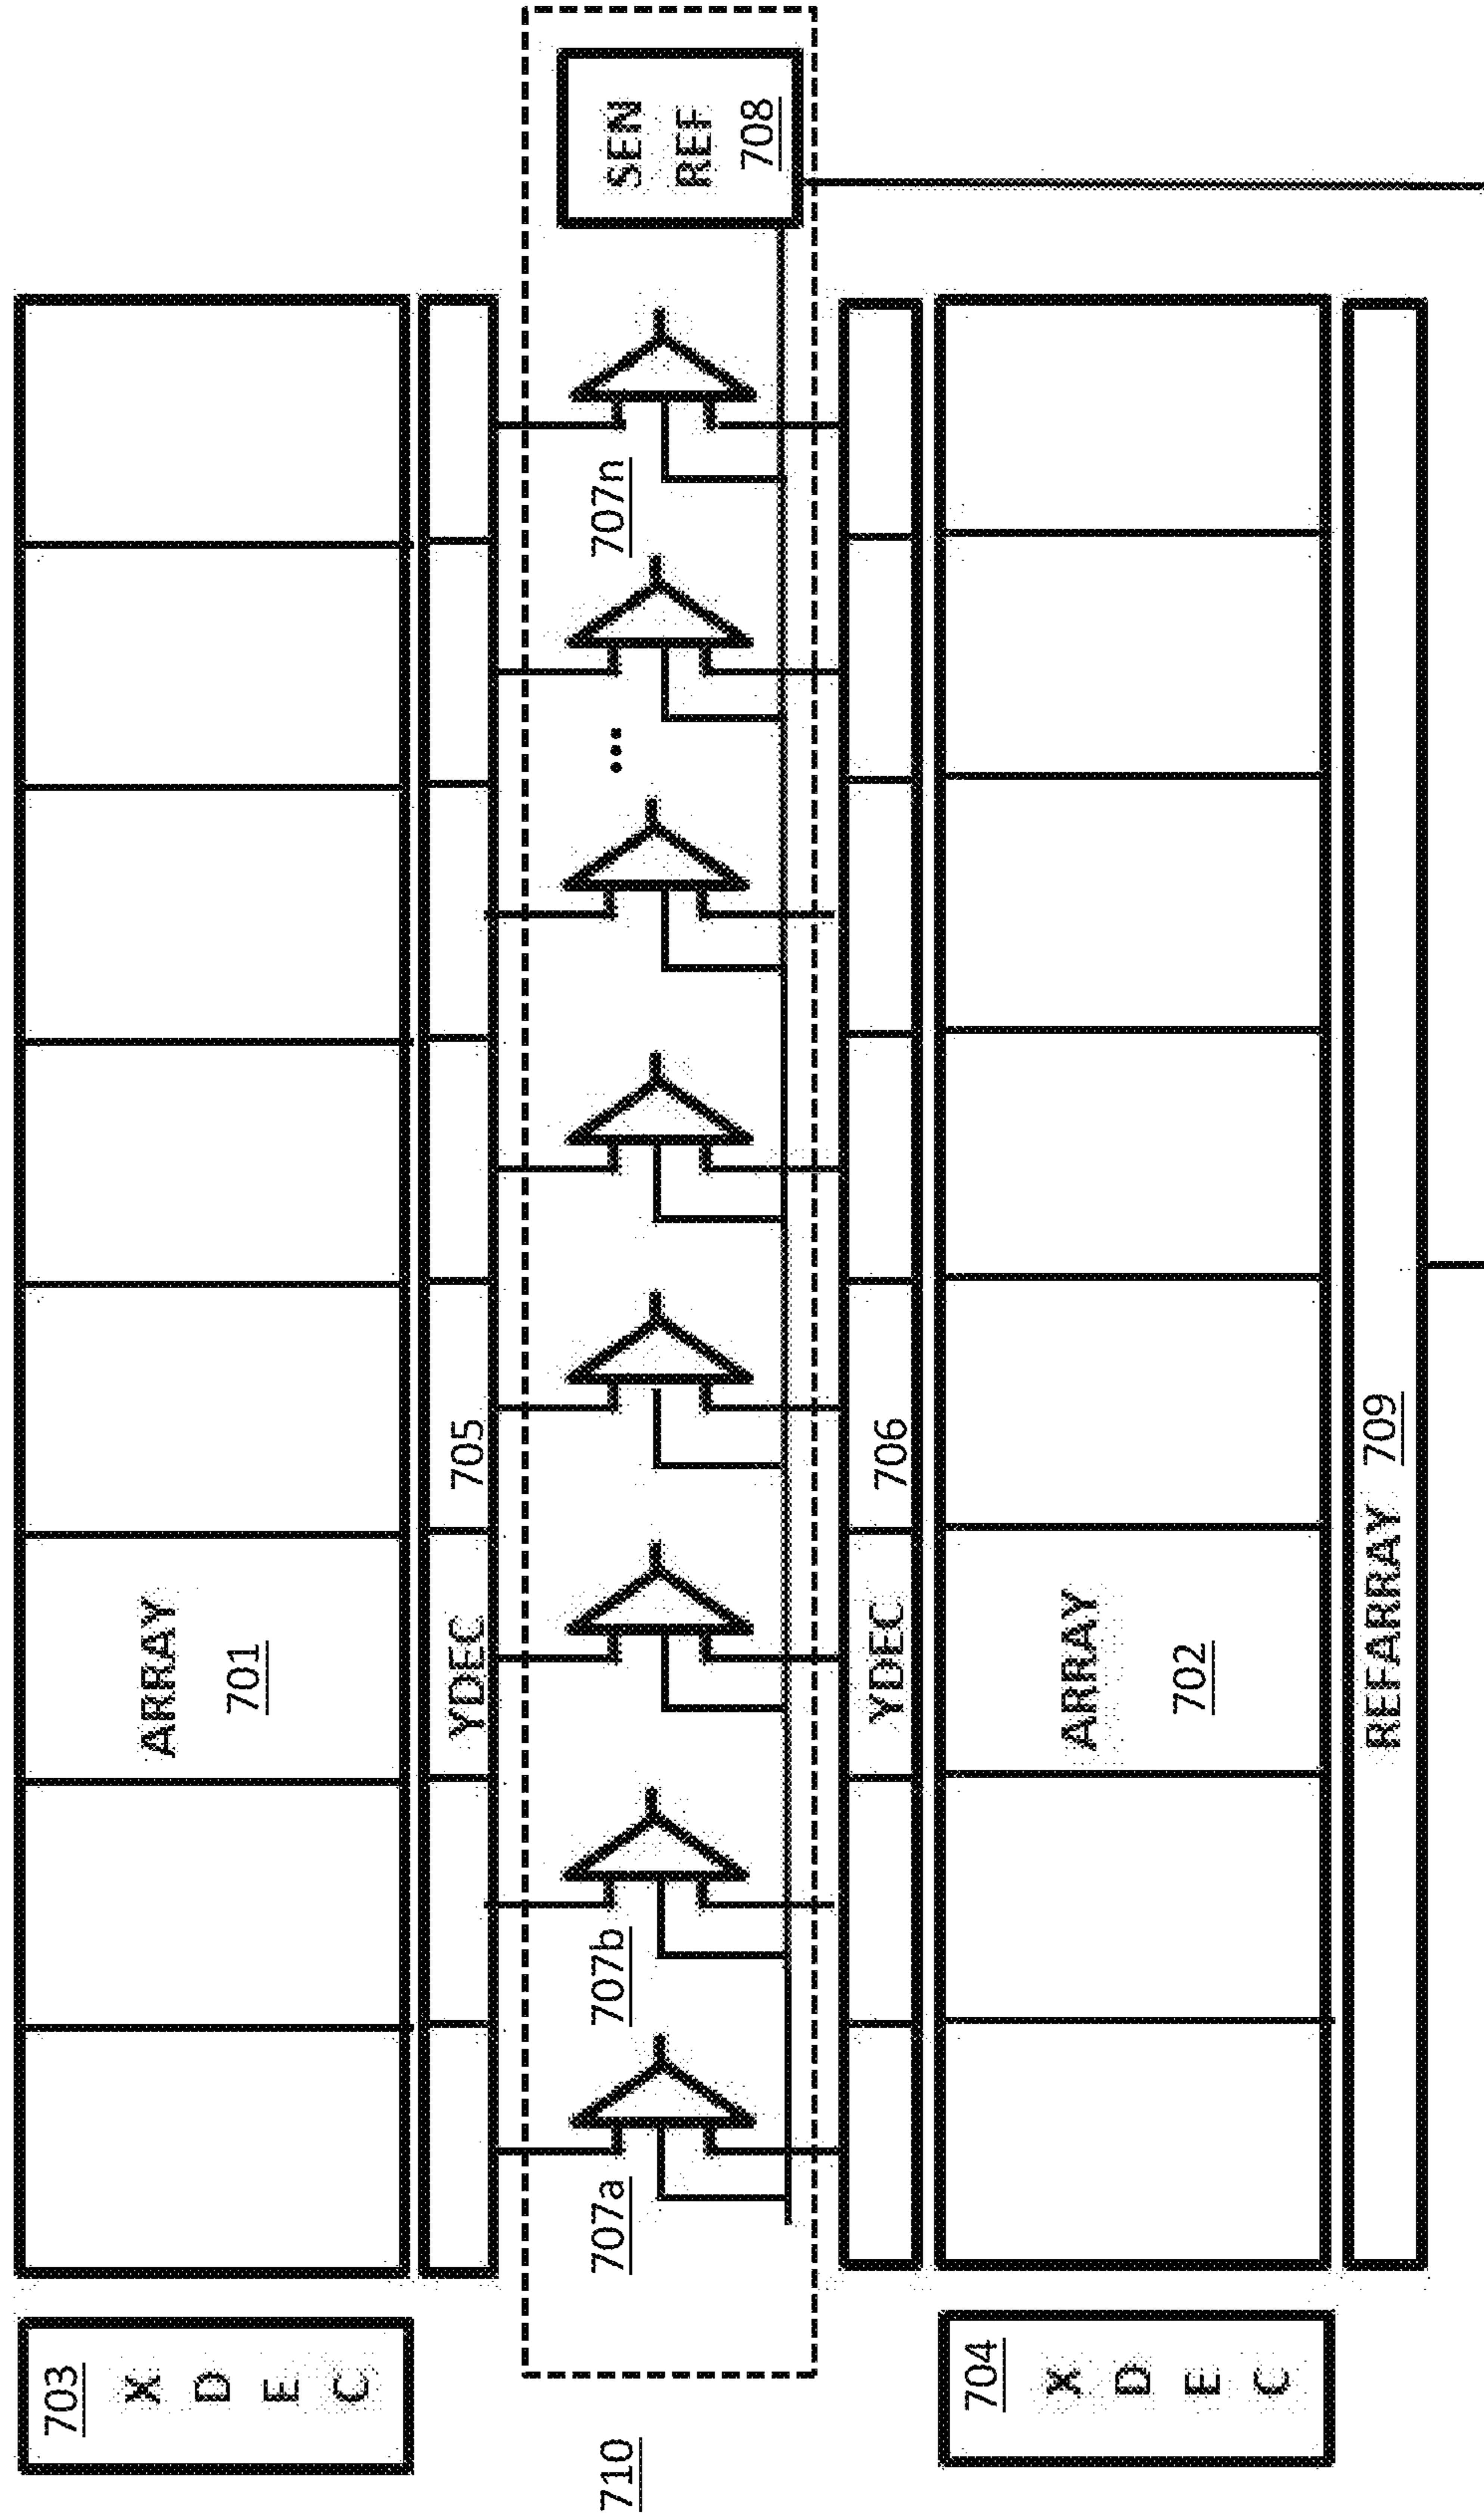 703
X
D
E
C
ARRAY
701
YDEC 705
710
707a
707b
...
707n
SEN
REF
708
YDEC 706
704
X
D
E
C
ARRAY
702
REFARRAY 709